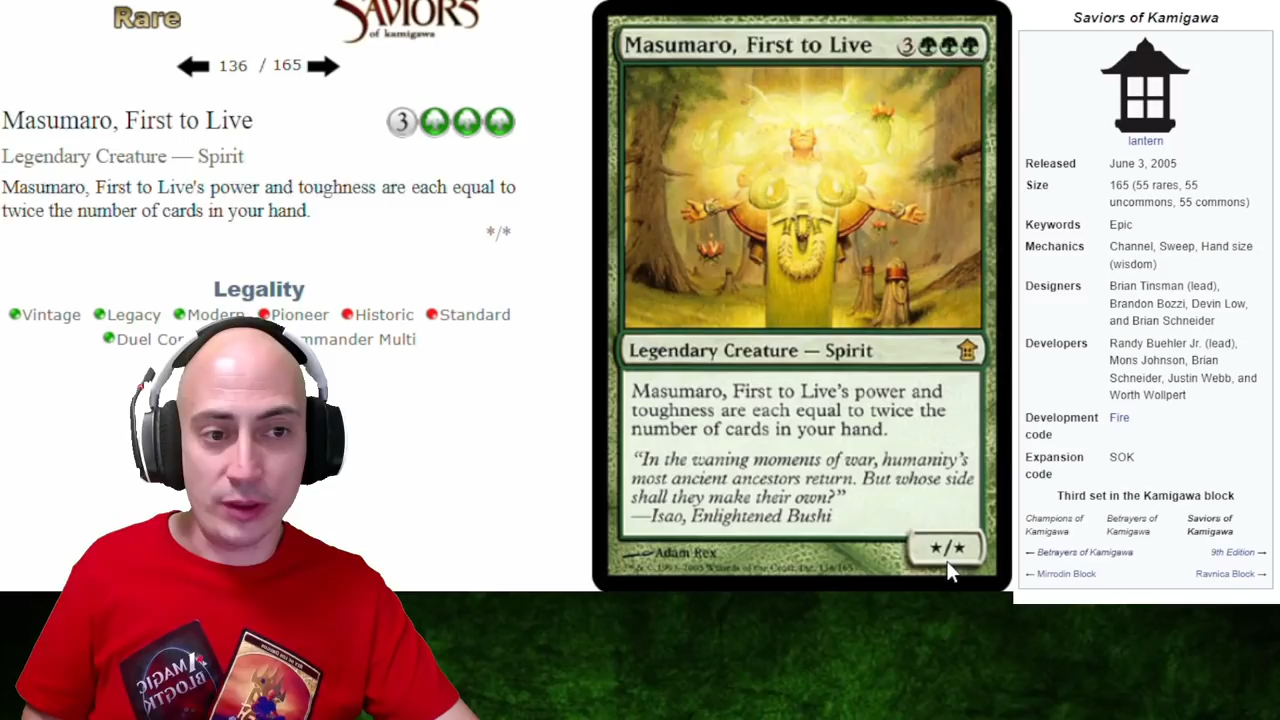 Rare
SAVIORS
of kamigawa
136 / 165
Masumaro, First to Live
3
Legendary Creature — Spirit
Masumaro, First to Live's power and toughness are each equal to
twice the number of cards in your hand.
*/*
Legality
Vintage Legacy Modern Pioneer Historic Standard
Duel Co mmander Multi
MAGIC
BLOGTK
Masumaro, First to Live 3
Legendary Creature — Spirit
Masumaro, First to Live's power and
toughness are each equal to twice the
number of cards in your hand.
“In the waning moments of war, humanity's
most ancient ancestors return. But whose side
shall they make their own?”
—Isao, Enlightened Bushi
★/★
Adam Rex
Saviors of Kamigawa
lantern
Released June 3, 2005
Size 165 (55 rares, 55
uncommons, 55 commons)
Keywords Epic
Mechanics Channel, Sweep, Hand size
(wisdom)
Designers Brian Tinsman (lead),
Brandon Bozzi, Devin Low,
and Brian Schneider
Developers Randy Buehler Jr. (lead),
Mons Johnson, Brian
Schneider, Justin Webb, and
Worth Wollpert
Development Fire
code
Expansion SOK
code
Third set in the Kamigawa block
Champions of Betrayers of Saviors of
Kamigawa Kamigawa Kamigawa
← Betrayers of Kamigawa 9th Edition →
← Mirrodin Block Ravnica Block →